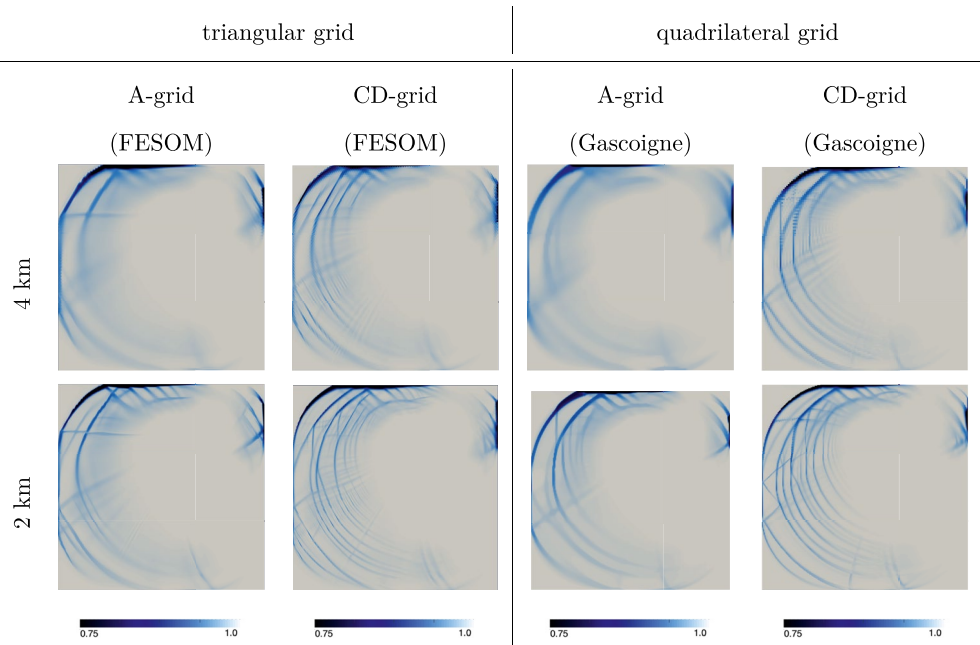 triangular grid quadrilateral grid
A-grid CD-grid A-grid CD-grid
(FESOM) (FESOM) (Gascoigne) (Gascoigne)
4 km
2 km
0.75 1.0 0.75 1.0 0.75 1.0 0.75 1.0